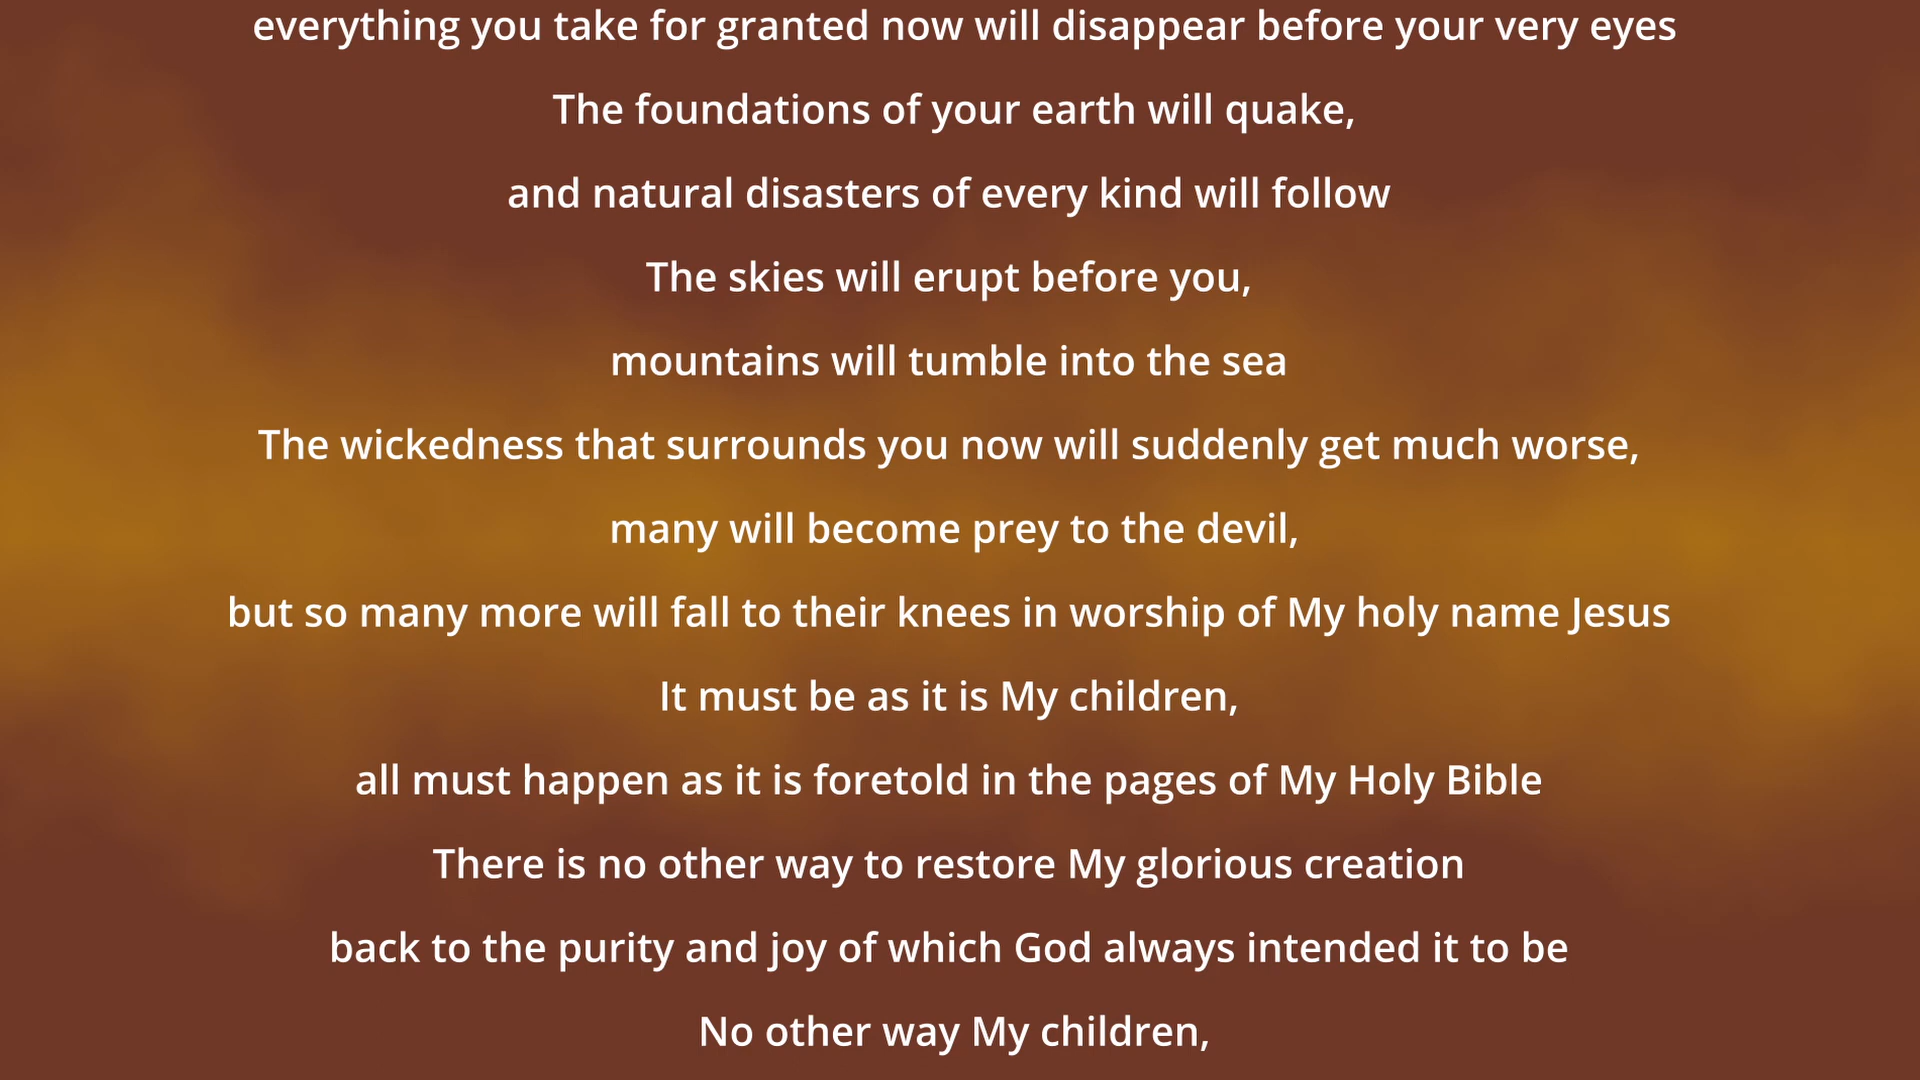 everything you take for granted now will disappear before your very eyes
The foundations of your earth will quake,
and natural disasters of every kind will follow
The skies will erupt before you,
mountains will tumble into the sea
The wickedness that surrounds you now will suddenly get much worse,
many will become prey to the devil,
but so many more will fall to their knees in worship of My holy name Jesus
It must be as it is My children,
all must happen as it is foretold in the pages of My Holy Bible
There is no other way to restore My glorious creation
back to the purity and joy of which God always intended it to be
No other way My children,